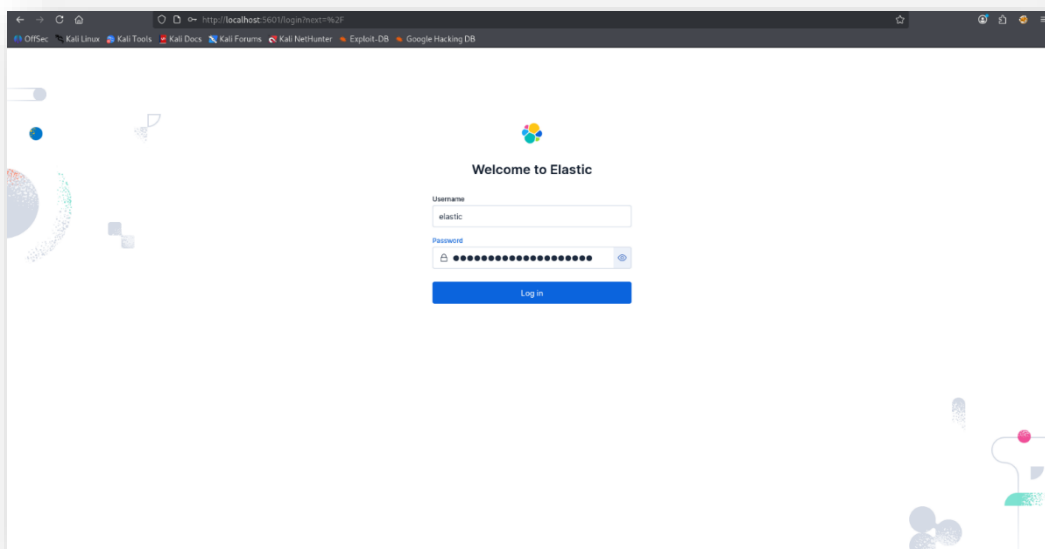 http://localhost:5601/login?next=%2F
OffSec Kali Linux Kali Tools Kali Docs Kali Forums Kali NetHunter Exploit-DB Google Hacking DB
Welcome to Elastic
Username
elastic
Password
Log in